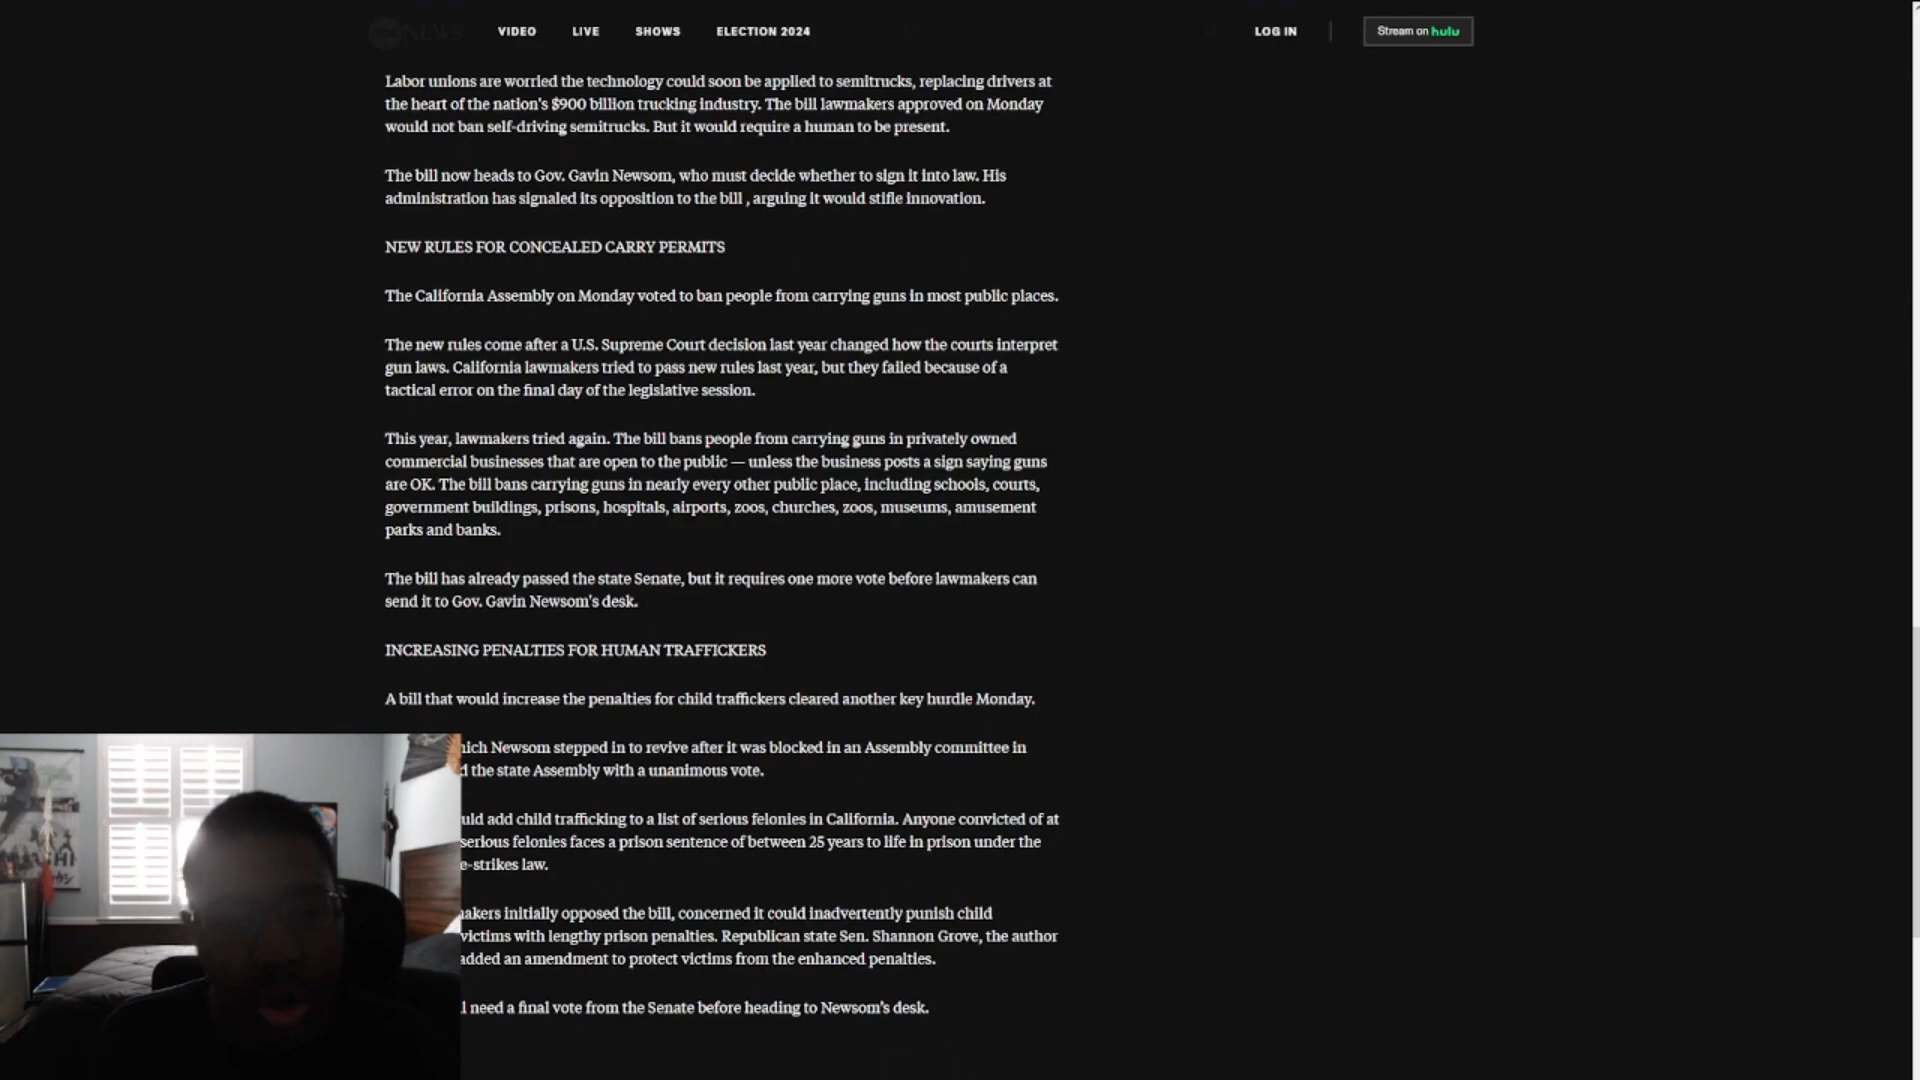 NEWS
VIDEO
LIVE
SHOWS
ELECTION 2024
LOG IN
Stream on hulu
Labor unions are worried the technology could soon be applied to semitrucks, replacing drivers at
the heart of the nation's $900 billion trucking industry. The bill lawmakers approved on Monday
would not ban self-driving semitrucks. But it would require a human to be present.
The bill now heads to Gov. Gavin Newsom, who must decide whether to sign it into law. His
administration has signaled its opposition to the bill , arguing it would stifle innovation.
NEW RULES FOR CONCEALED CARRY PERMITS
The California Assembly on Monday voted to ban people from carrying guns in most public places.
The new rules come after a U.S. Supreme Court decision last year changed how the courts interpret
gun laws. California lawmakers tried to pass new rules last year, but they failed because of a
tactical error on the final day of the legislative session.
This year, lawmakers tried again. The bill bans people from carrying guns in privately owned
commercial businesses that are open to the public — unless the business posts a sign saying guns
are OK. The bill bans carrying guns in nearly every other public place, including schools, courts,
government buildings, prisons, hospitals, airports, zoos, churches, zoos, museums, amusement
parks and banks.
The bill has already passed the state Senate, but it requires one more vote before lawmakers can
send it to Gov. Gavin Newsom's desk.
INCREASING PENALTIES FOR HUMAN TRAFFICKERS
A bill that would increase the penalties for child traffickers cleared another key hurdle Monday.
ich Newsom stepped in to revive after it was blocked in an Assembly committee in
d the state Assembly with a unanimous vote.
uld add child trafficking to a list of serious felonies in California. Anyone convicted of at
serious felonies faces a prison sentence of between 25 years to life in prison under the
e-strikes law.
akers initially opposed the bill, concerned it could inadvertently punish child
victims with lengthy prison penalties. Republican state Sen. Shannon Grove, the author
added an amendment to protect victims from the enhanced penalties.
l need a final vote from the Senate before heading to Newsom's desk.